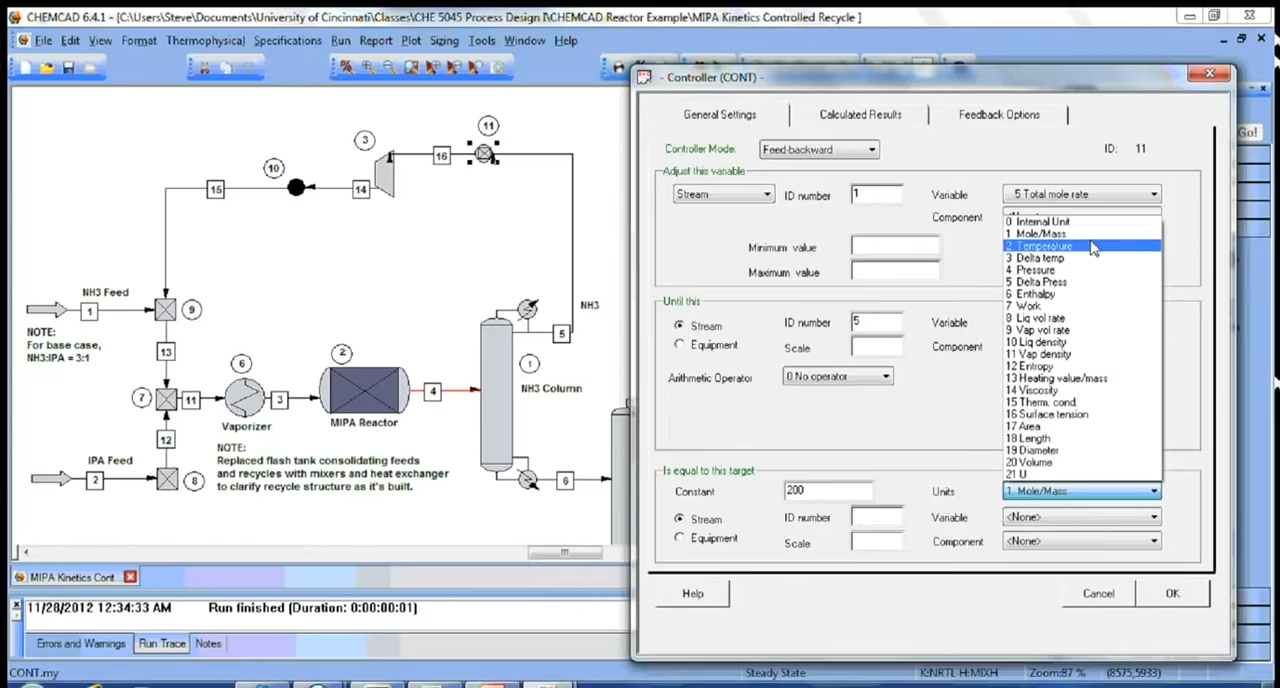 CHEMCAD 6.4.1 - [C:\Users\Steve\Documents\University of Cincinnati\Classes\CHE 5045 Process Design I\CHEMCAD Reactor Example\MIPA Kinetics Controlled Recycle ]
File Edit View Format Thermophysical Specifications Run Report Plot Sizing Tools Window Help
- Controller (CONT) -
General Settings Calculated Results Feedback Options
Go!
Controller Mode: Feed-backward ID: 11
Adjust this variable
Stream ID number 1 Variable 5 Total mole rate
Component
0 Internal Unit
1 Mole/Mass
2 Temperature
3 Delta temp
4 Pressure
5 Delta Press
6 Enthalpy
7 Work
8 Liq vol rate
9 Vap vol rate
10 Liq density
11 Vap density
12 Entropy
13 Heating value/mass
14 Viscosity
15 Therm. cond.
16 Surface tension
17 Area
18 Length
19 Diameter
20 Volume
21 U
Minimum value
Maximum value
Until this
Stream ID number 5 Variable
Equipment Scale Component
Arithmetic Operator 0 No operator
Is equal to this target
Constant 200 Units 1 Mole/Mass
Stream ID number Variable <None>
Equipment Scale Component <None>
Help Cancel OK
11
3
16
10
15
14
NH3 Feed
1
9
NOTE:
For base case,
NH3:IPA = 3:1
13
NH3
5
6
2
1
7
11
3
4
NH3 Column
Vaporizer
MIPA Reactor
12
IPA Feed
2
8
NOTE:
Replaced flash tank consolidating feeds
and recycles with mixers and heat exchanger
to clarify recycle structure as it's built.
6
MIPA Kinetics Cont...
11/28/2012 12:34:33 AM Run finished (Duration: 0:00:00:01)
Errors and Warnings Run Trace Notes
CONT.my Steady State K:NRTL H:MIXH Zoom:87 % (8575,5933)